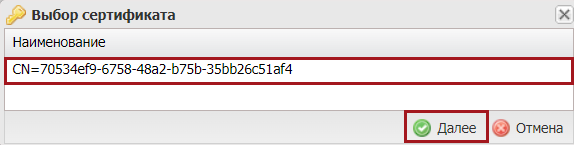 Выбор сертификата
Наименование
CN=70534ef9-6758-48a2-b75b-35bb26c51af4
Далее Отмена